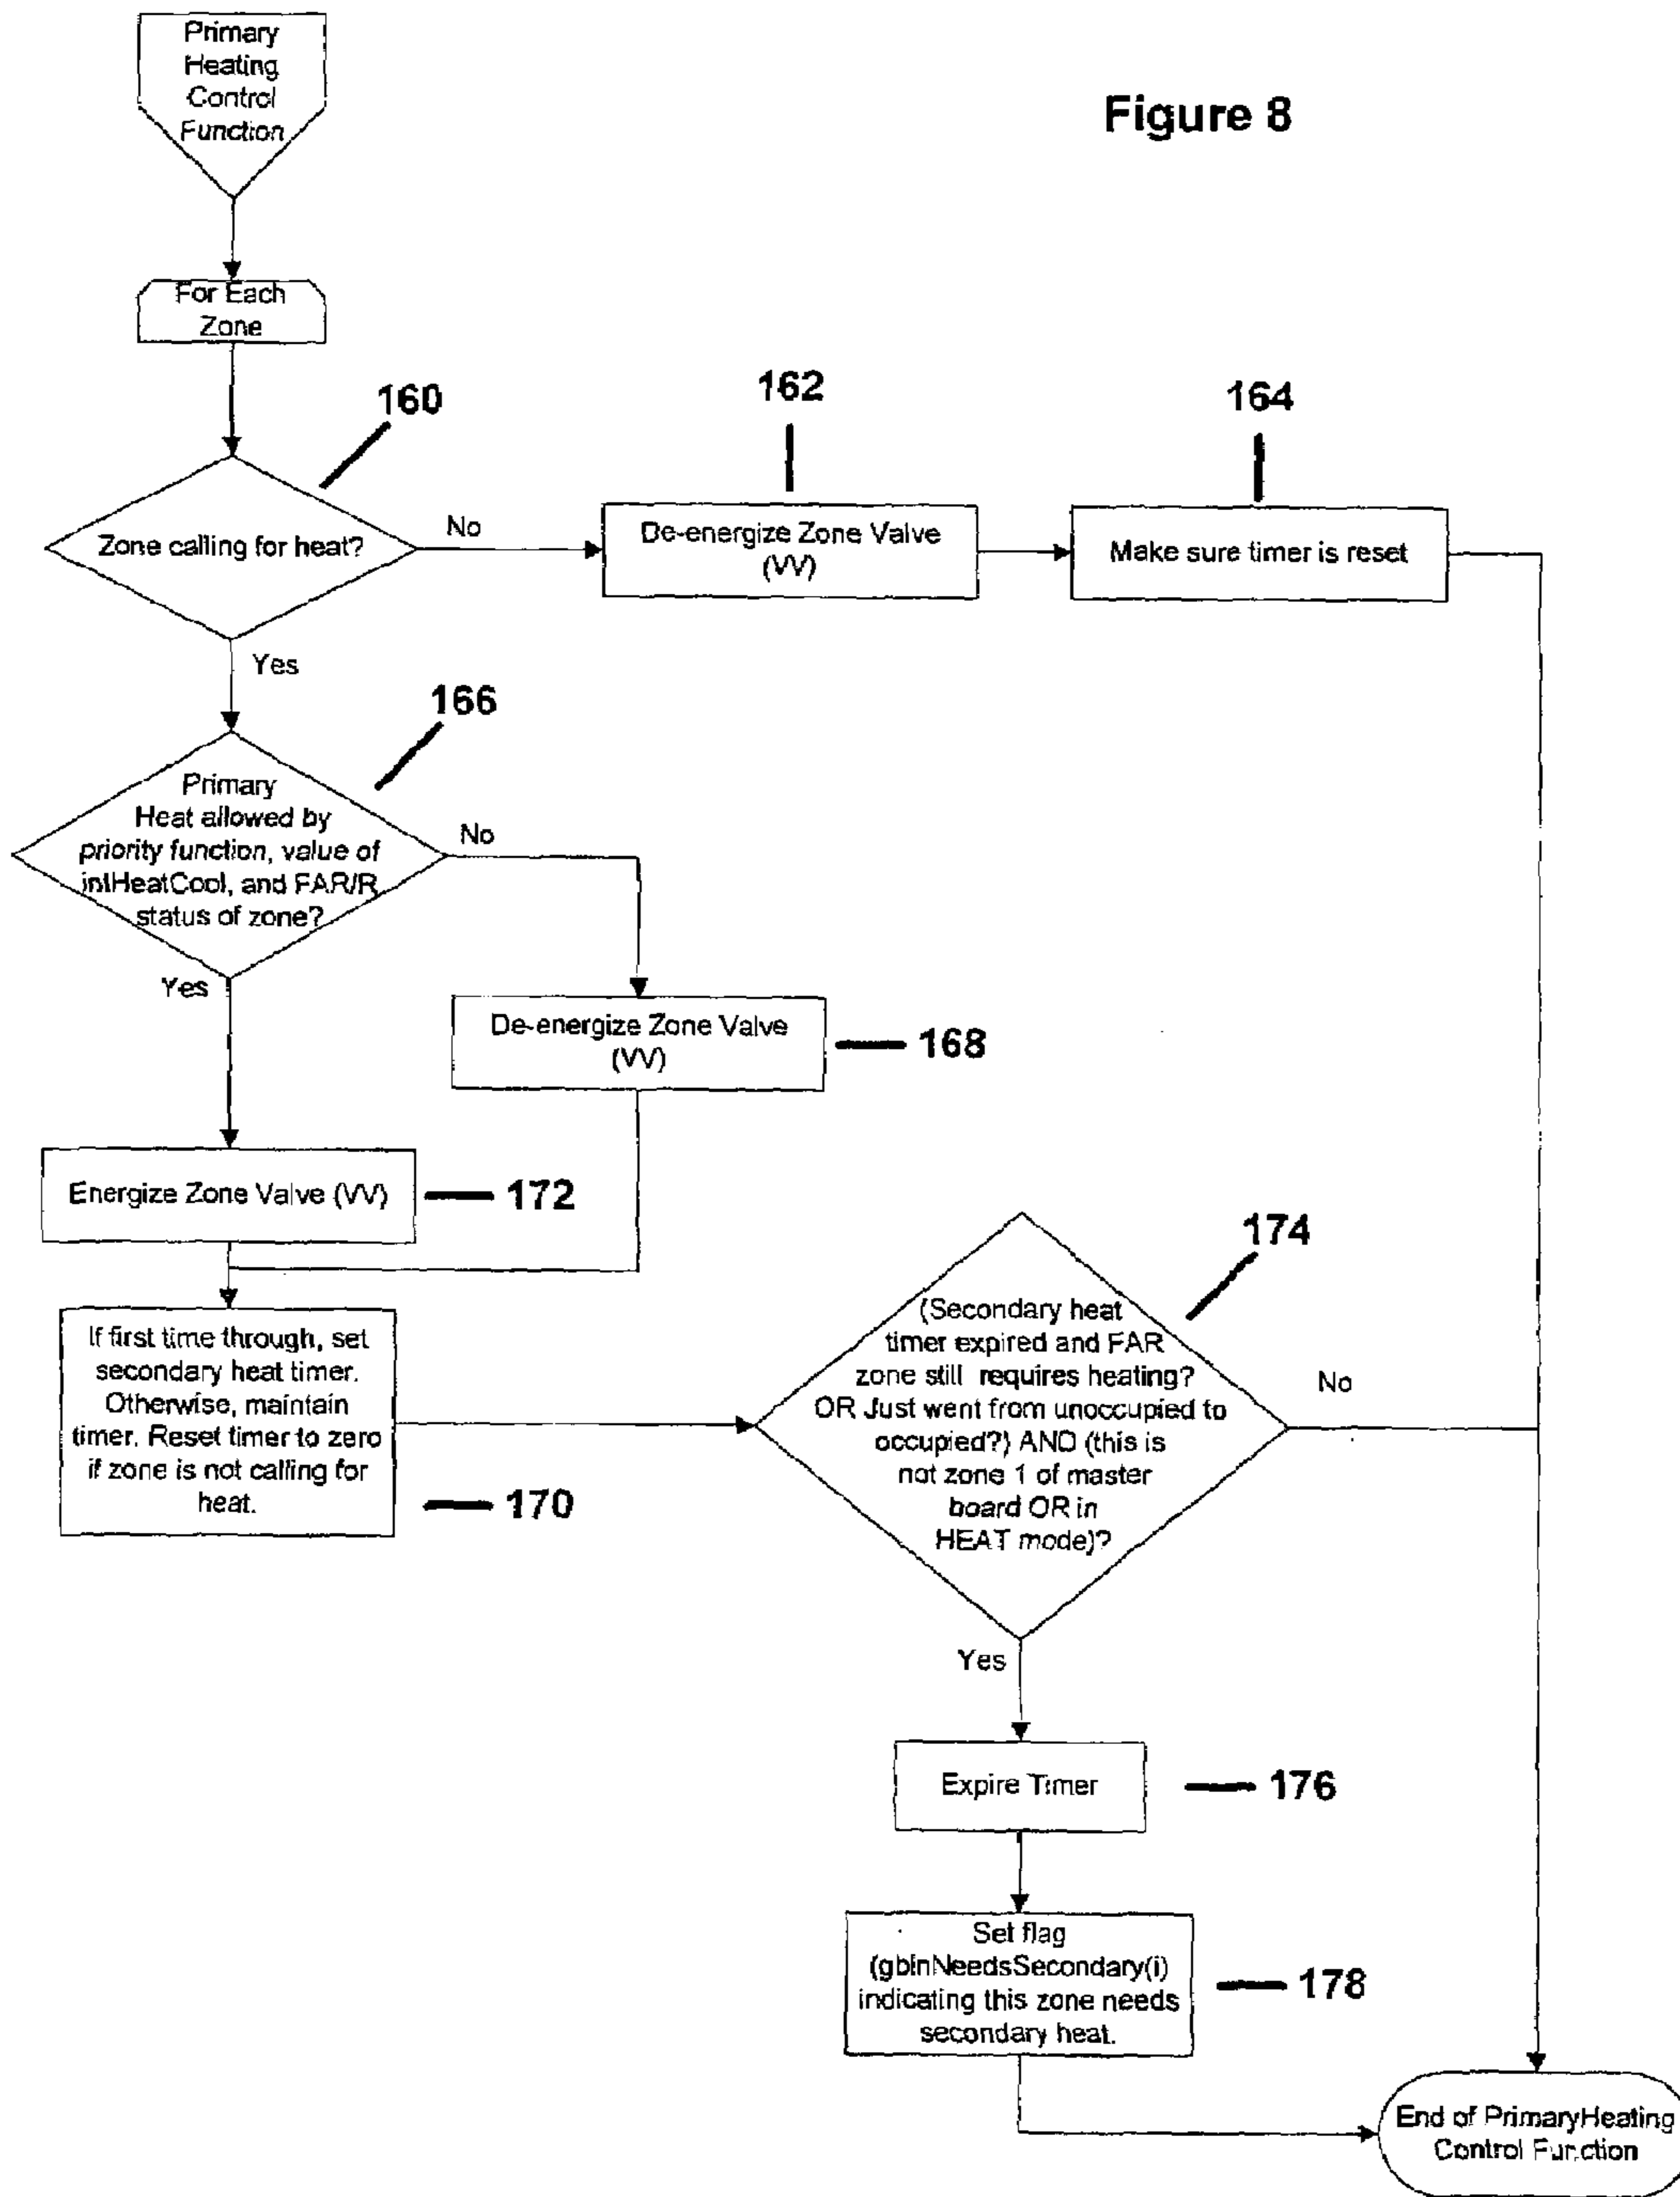 Primary
Heating
Control
Function
Figure 8
For Each
Zone
160
162
164
Zone calling for heat?
No
De-energize Zone Valve
(VV)
Make sure timer is reset
Yes
166
Primary
Heat allowed by
priority function, value of
intHeatCool, and FAR/R
status of zone?
No
Yes
De-energize Zone Valve
(VV)
168
Energize Zone Valve (VV)
172
174
If first time through, set
secondary heat timer.
Otherwise, maintain
timer. Reset timer to zero
if zone is not calling for
heat.
170
(Secondary heat
timer expired and FAR
zone still requires heating?
OR Just went from unoccupied to
occupied?) AND (this is
not zone 1 of master
board OR in
HEAT mode)?
No
Yes
Expire Timer
176
Set flag
(gblnNeedsSecondary(i)
indicating this zone needs
secondary heat.
178
End of PrimaryHeating
Control Function